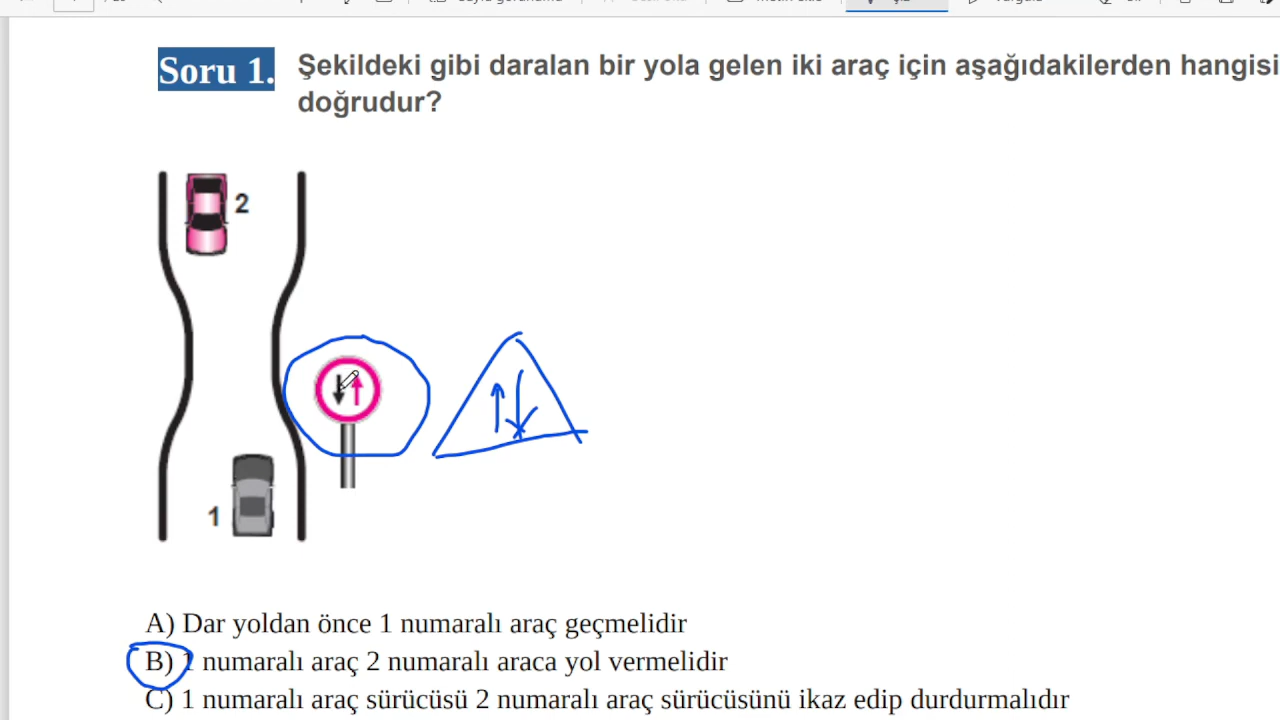 Soru 1. Şekildeki gibi daralan bir yola gelen iki araç için aşağıdakilerden hangisi
doğrudur?
2
1
A) Dar yoldan önce 1 numaralı araç geçmelidir
B) 1 numaralı araç 2 numaralı araca yol vermelidir
C) 1 numaralı araç sürücüsü 2 numaralı araç sürücüsünü ikaz edip durdurmalıdır